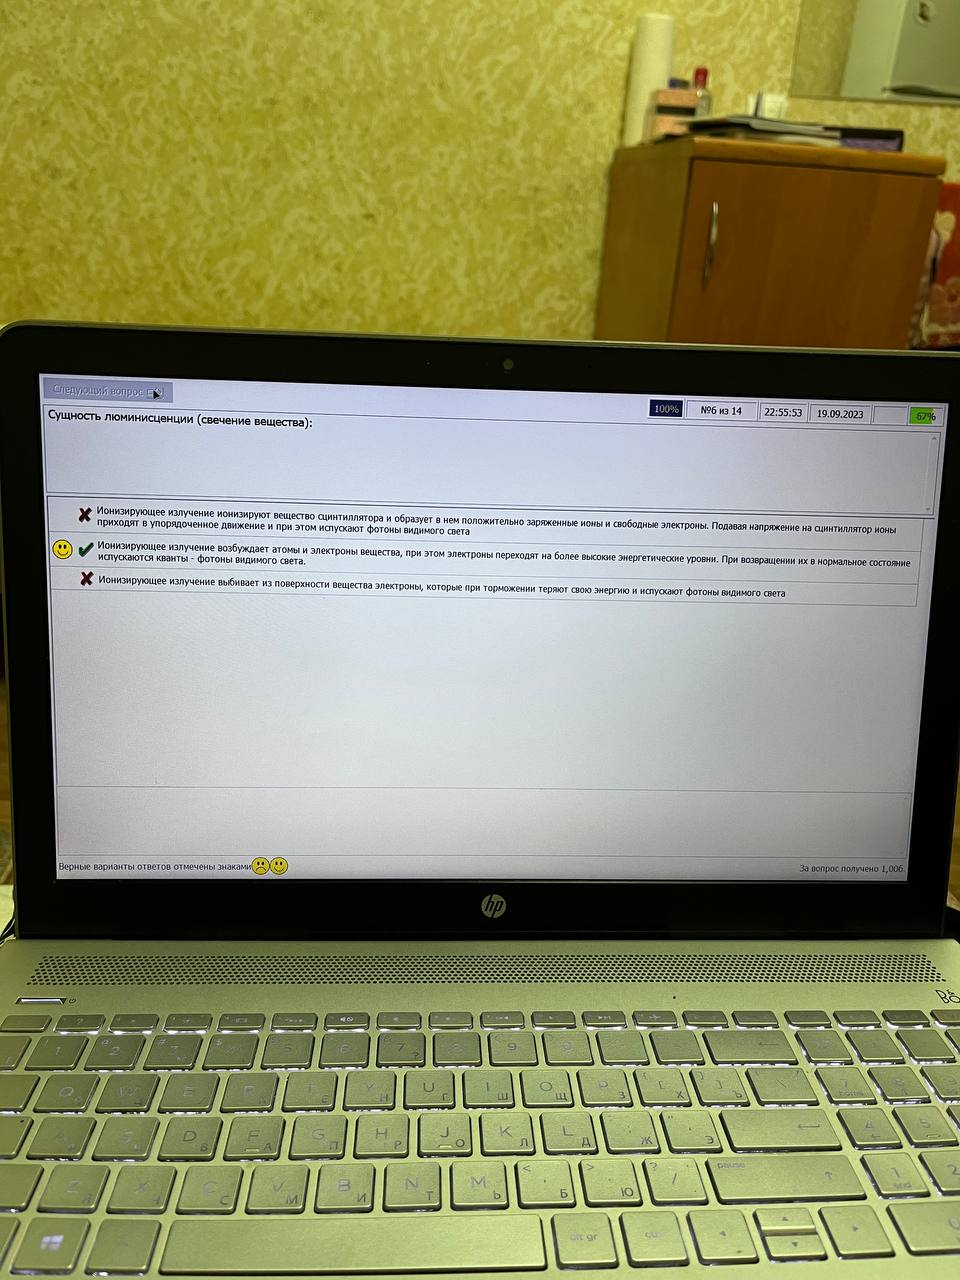 Следующий вопрос
100%
№6 из 14
22:55:53
19.09.2023
67%
Сущность люминисценции (свечение вещества):
Ионизирующее излучение ионизируют вещество сцинтиллятора и образует в нем положительно заряженные ионы и свободные электроны. Подавая напряжение на сцинтиллятор ионы
приходят в упорядоченное движение и при этом испускают фотоны видимого света
Ионизирующее излучение возбуждает атомы и электроны вещества, при этом электроны переходят на более высокие энергетические уровни. При возвращении их в нормальное состояние
испускаются кванты - фотоны видимого света.
Ионизирующее излучение выбивает из поверхности вещества электроны, которые при торможении теряют свою энергию и испускают фотоны видимого света
Верные варианты ответов отмечены знаками
За вопрос получено 1,00б.
hp
U Г I Ш O Щ
D В F А G П H Р J О K Л L Д Ж Э
C С V М B И N Т M Ь Б Ю
pause
alt gr